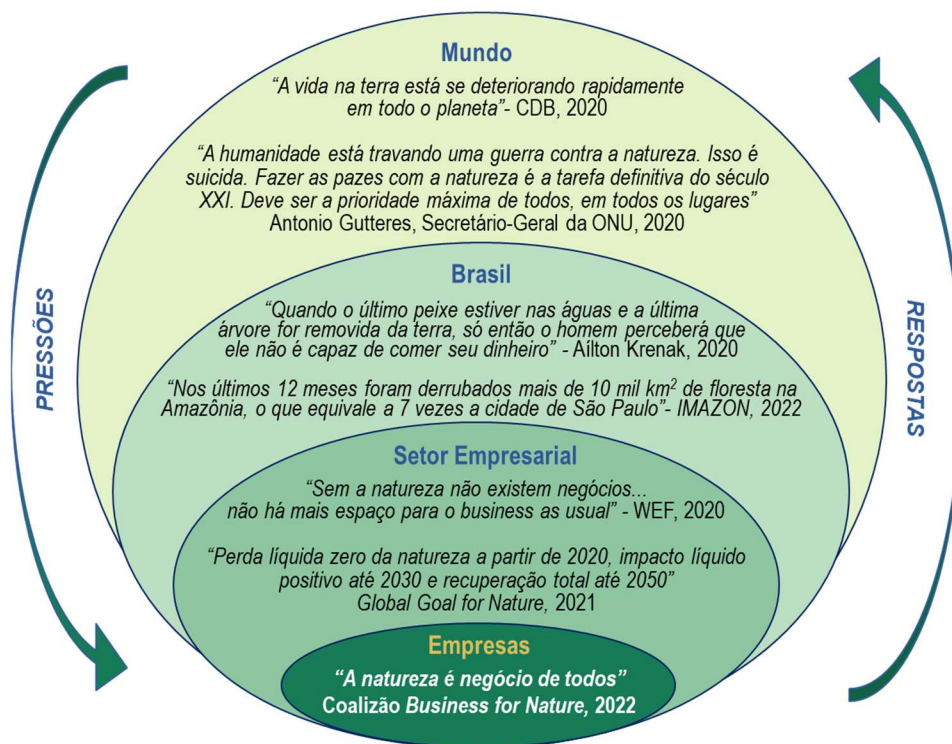 Mundo
“A vida na terra está se deteriorando rapidamente
em todo o planeta”- CDB, 2020
“A humanidade está travando uma guerra contra a natureza. Isso é
suicida. Fazer as pazes com a natureza é a tarefa definitiva do século
XXI. Deve ser a prioridade máxima de todos, em todos os lugares”
Antonio Gutteres, Secretário-Geral da ONU, 2020
PRESSÕES
RESPOSTAS
Brasil
“Quando o último peixe estiver nas águas e a última
árvore for removida da terra, só então o homem perceberá que
ele não é capaz de comer seu dinheiro” - Aílton Krenak, 2020
“Nos últimos 12 meses foram derrubados mais de 10 mil km² de floresta na
Amazônia, o que equivale a 7 vezes a cidade de São Paulo”- IMAZON, 2022
Setor Empresarial
“Sem a natureza não existem negócios...
não há mais espaço para o business as usual” - WEF, 2020
“Perda líquida zero da natureza a partir de 2020, impacto líquido
positivo até 2030 e recuperação total até 2050”
Global Goal for Nature, 2021
Empresas
“A natureza é negócio de todos”
Coalizão Business for Nature, 2022